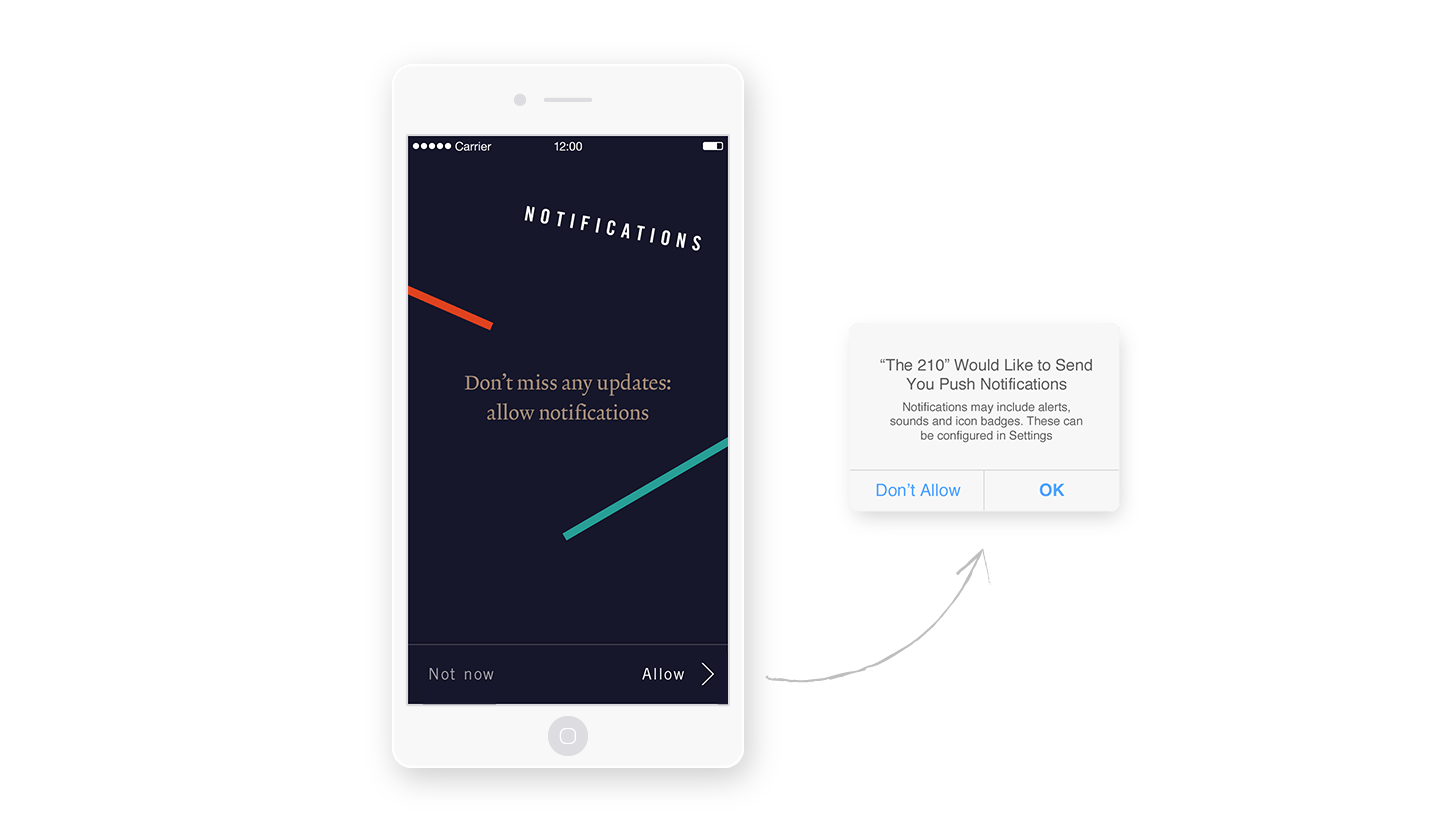 Carrier 12:00
NOTIFICATIONS
Don’t miss any updates:
allow notifications
Not now Allow
“The 210” Would Like to Send
You Push Notifications
Notifications may include alerts,
sounds and icon badges. These can
be configured in Settings
Don’t Allow OK